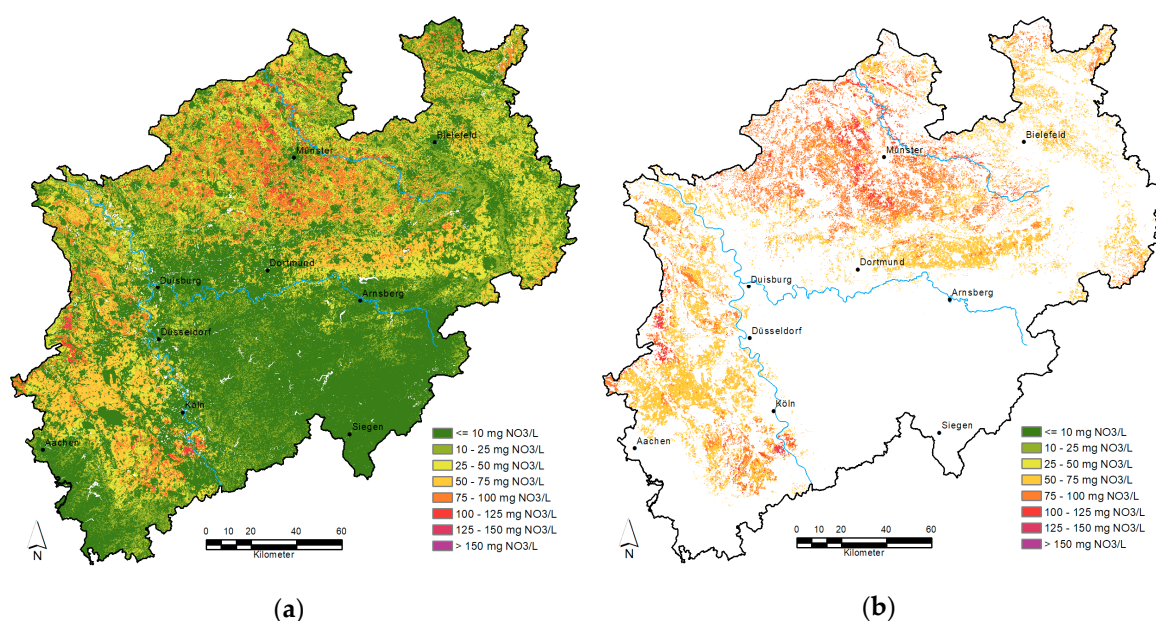 Bielefeld
Münster
Dortmund
Duisburg
Arnsberg
Düsseldorf
Köln
Siegen
Aachen
<= 10 mg NO3/L
10 - 25 mg NO3/L
25 - 50 mg NO3/L
50 - 75 mg NO3/L
75 - 100 mg NO3/L
100 - 125 mg NO3/L
125 - 150 mg NO3/L
> 150 mg NO3/L
0 10 20 40 60
Kilometer
N
(a)
Bielefeld
Münster
Dortmund
Duisburg
Arnsberg
Düsseldorf
Köln
Siegen
Aachen
<= 10 mg NO3/L
10 - 25 mg NO3/L
25 - 50 mg NO3/L
50 - 75 mg NO3/L
75 - 100 mg NO3/L
100 - 125 mg NO3/L
125 - 150 mg NO3/L
> 150 mg NO3/L
0 10 20 40 60
Kilometer
N
(b)